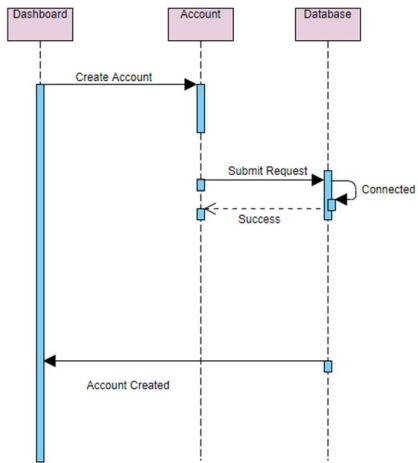 Dashboard
Account
Database
Create Account
Submit Request
Connected
Success
Account Created